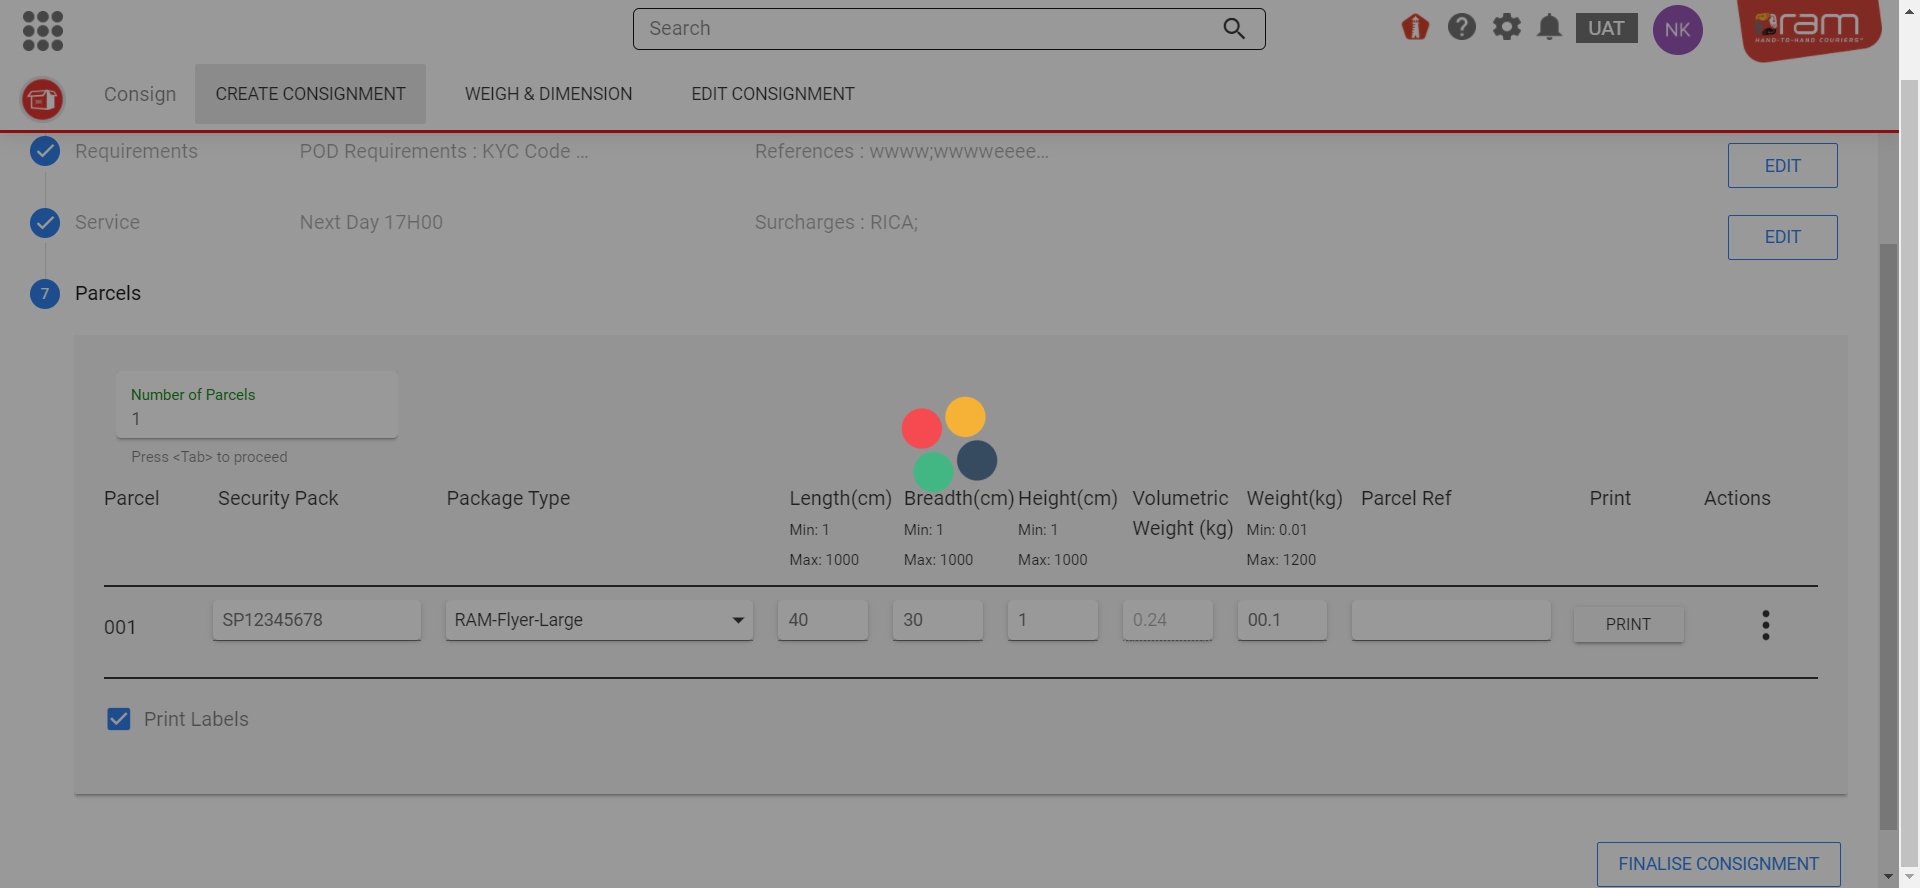 Search
UAT
NK
ram
HAND-TO-HAND COURIERS
Consign
CREATE CONSIGNMENT
WEIGH & DIMENSION
EDIT CONSIGNMENT
Requirements
POD Requirements : KYC Code ...
References : wwww;wwwweeee...
EDIT
Service
Next Day 17H00
Surcharges : RICA;
EDIT
7
Parcels
Number of Parcels
1
Press <Tab> to proceed
Parcel
Security Pack
Package Type
Length(cm)
Min: 1
Max: 1000
Breadth(cm)
Min: 1
Max: 1000
Height(cm)
Min: 1
Max: 1000
Volumetric
Weight (kg)
Weight(kg)
Min: 0.01
Max: 1200
Parcel Ref
Print
Actions
001
SP12345678
RAM-Flyer-Large
40
30
1
0.24
00.1
PRINT
Print Labels
FINALISE CONSIGNMENT